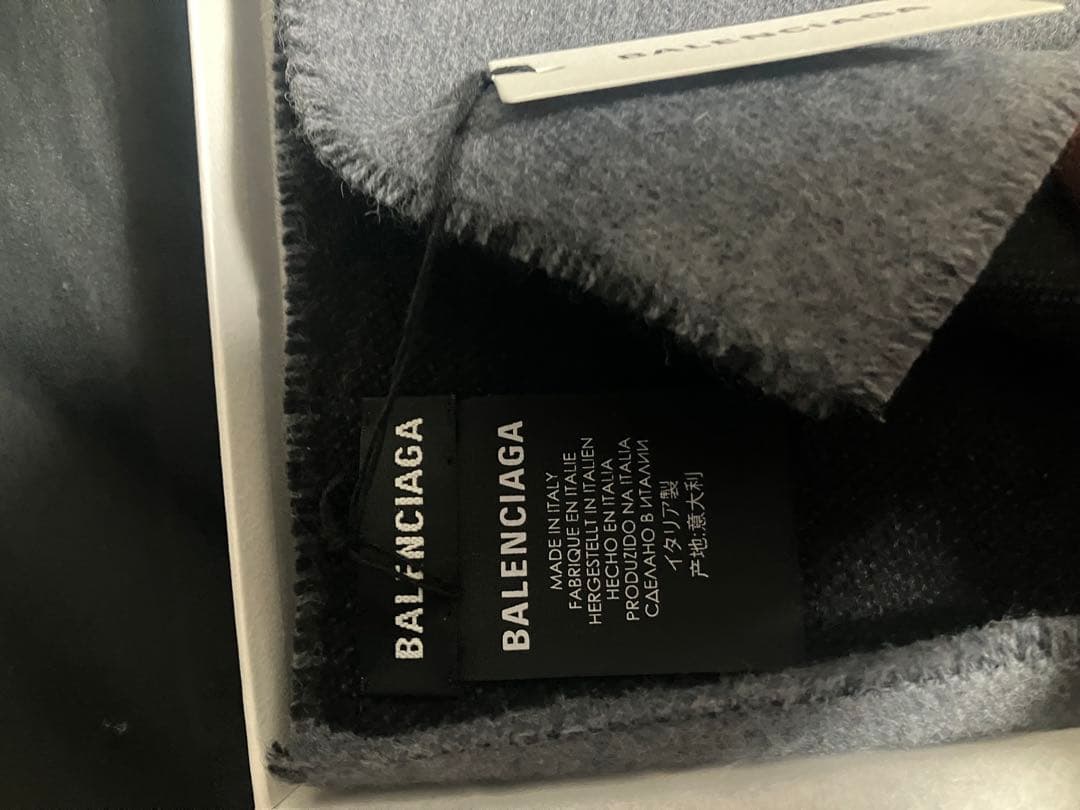 BALENCIAGA
BALENCIAGA
BALENCIAGA
MADE IN ITALY
FABRIQUE EN ITALIE
HERGESTELLT IN ITALIEN
HECHO EN ITALIA
PRODUZIDO NA ITALIA
СДЕЛАНО В ИТАЛИИ
イタリア製
产地:意大利